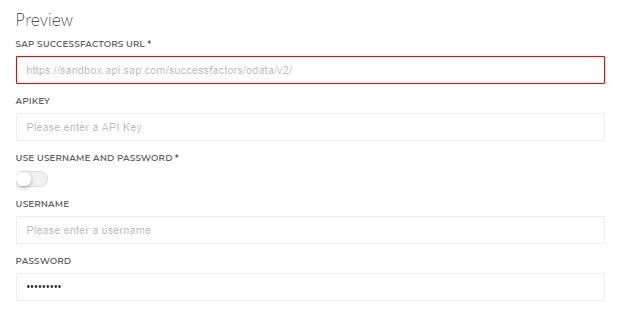 Preview
SAP SUCCESSFACTORS URL *
https://sandbox.api.sap.com/successfactors/odata/v2/
APIKEY
Please enter a API Key
USE USERNAME AND PASSWORD *
USERNAME
Please enter a username
PASSWORD
•••••••••